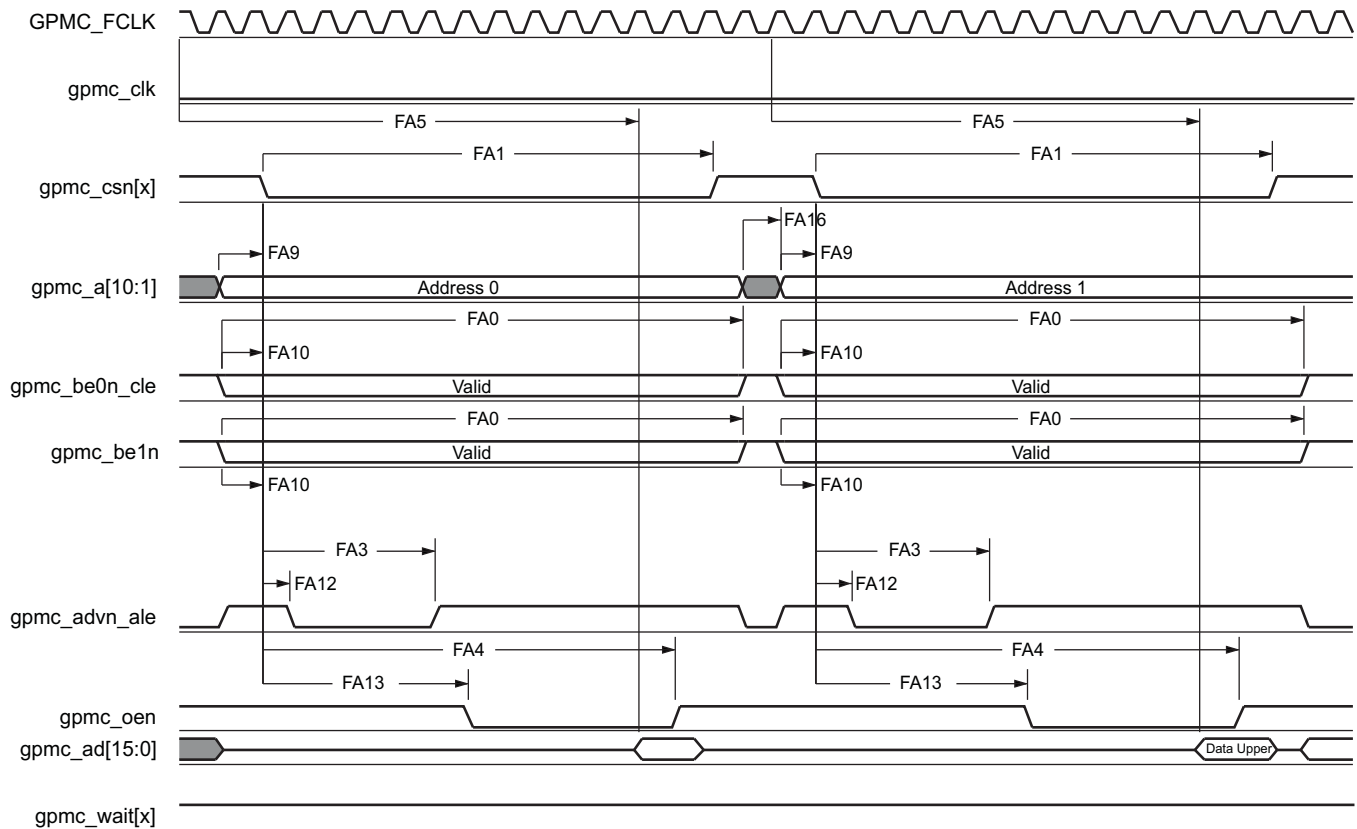 GPMC_FCLK
gpmc_clk
FA5 FA5
FA1 FA1
gpmc_csn[x]
FA16
FA9 FA9
gpmc_a[10:1] Address 0 Address 1
FA0 FA0
FA10 FA10
gpmc_be0n_cle Valid Valid
FA0 FA0
gpmc_be1n Valid Valid
FA10 FA10
FA3 FA3
FA12 FA12
gpmc_advn_ale
FA4 FA4
FA13 FA13
gpmc_oen
gpmc_ad[15:0] Data Upper
gpmc_wait[x]